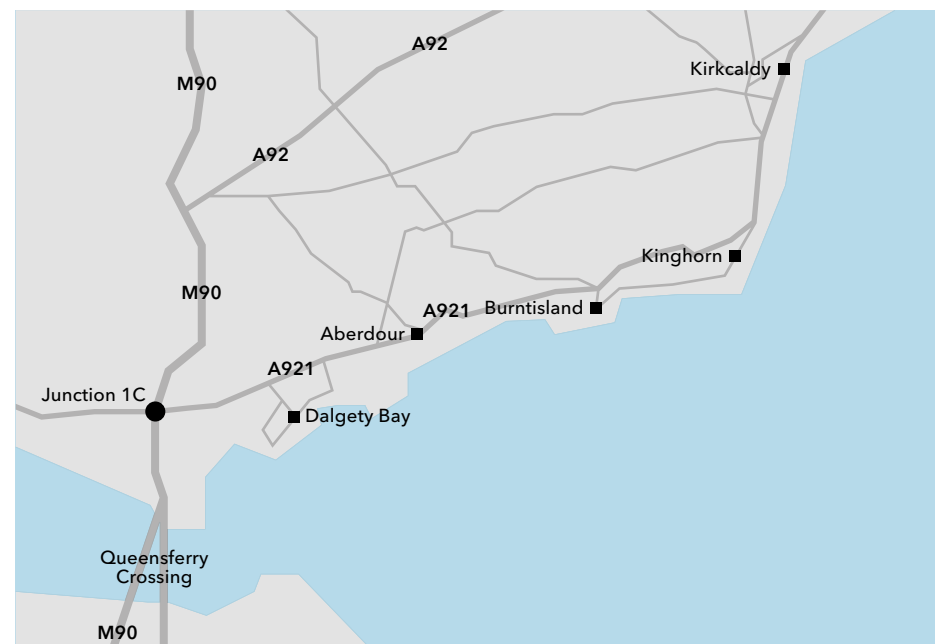 A92
Kirkcaldy
M90
A92
Kinghorn
M90
Burntisland
A921
Aberdour
A921
Junction 1C
Dalgety Bay
Queensferry
Crossing
M90